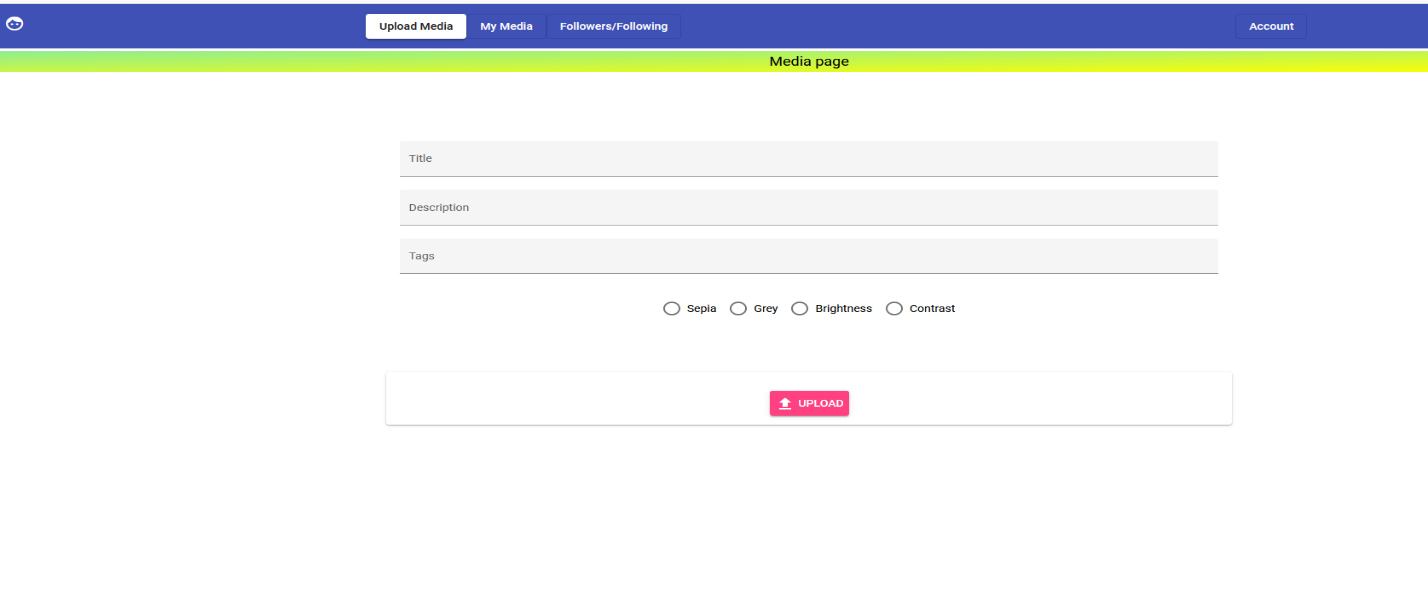 Upload Media My Media Followers/Following Account
Media page
Title
Description
Tags
Sepia Grey Brightness Contrast
UPLOAD